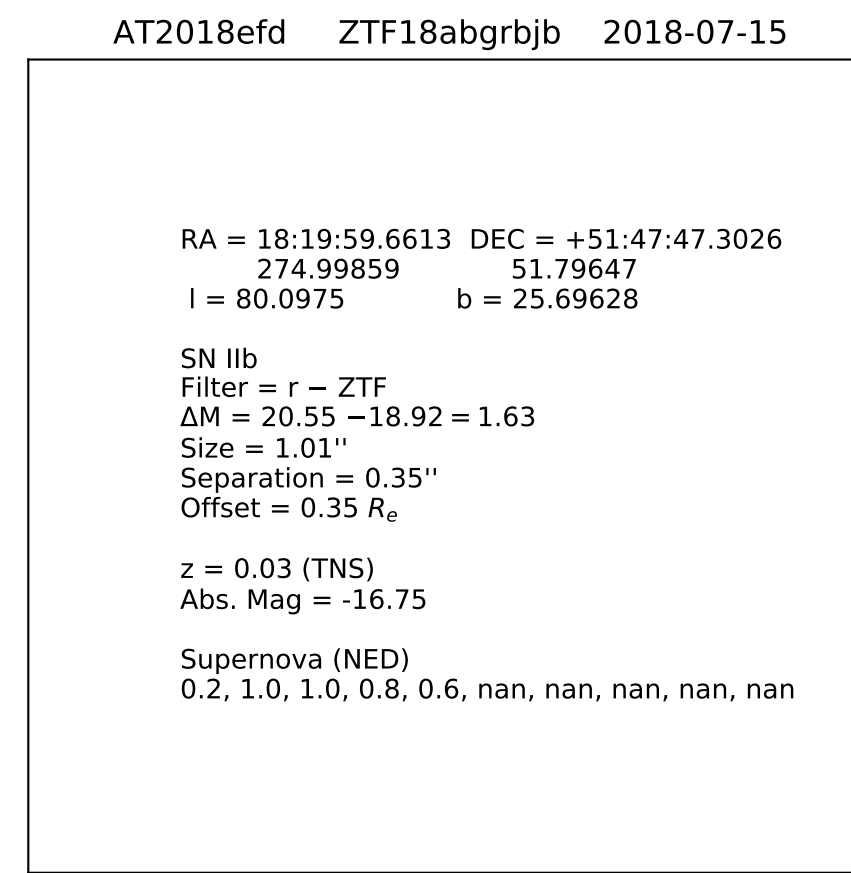 AT2018efd ZTF18abgrbjb 2018-07-15
RA = 18:19:59.6613 DEC = +51:47:47.3026
274.99859 51.79647
l = 80.0975 b = 25.69628
SN IIb
Filter = r − ZTF
ΔM = 20.55 −18.92 = 1.63
Size = 1.01''
Separation = 0.35''
Offset = 0.35 Re
z = 0.03 (TNS)
Abs. Mag = -16.75
Supernova (NED)
0.2, 1.0, 1.0, 0.8, 0.6, nan, nan, nan, nan, nan